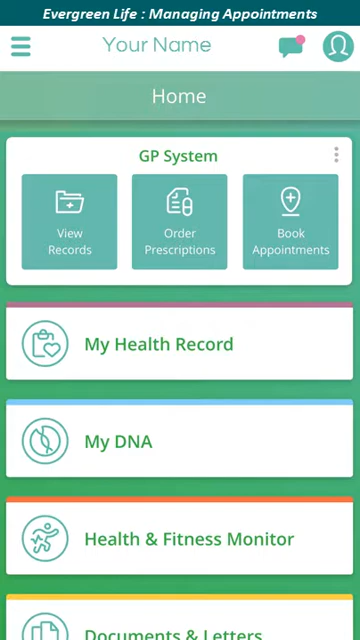 Evergreen Life : Managing Appointments
Your Name
Home
GP System
View
Records
Order
Prescriptions
Book
Appointments
My Health Record
My DNA
Health & Fitness Monitor
Documents & Letters